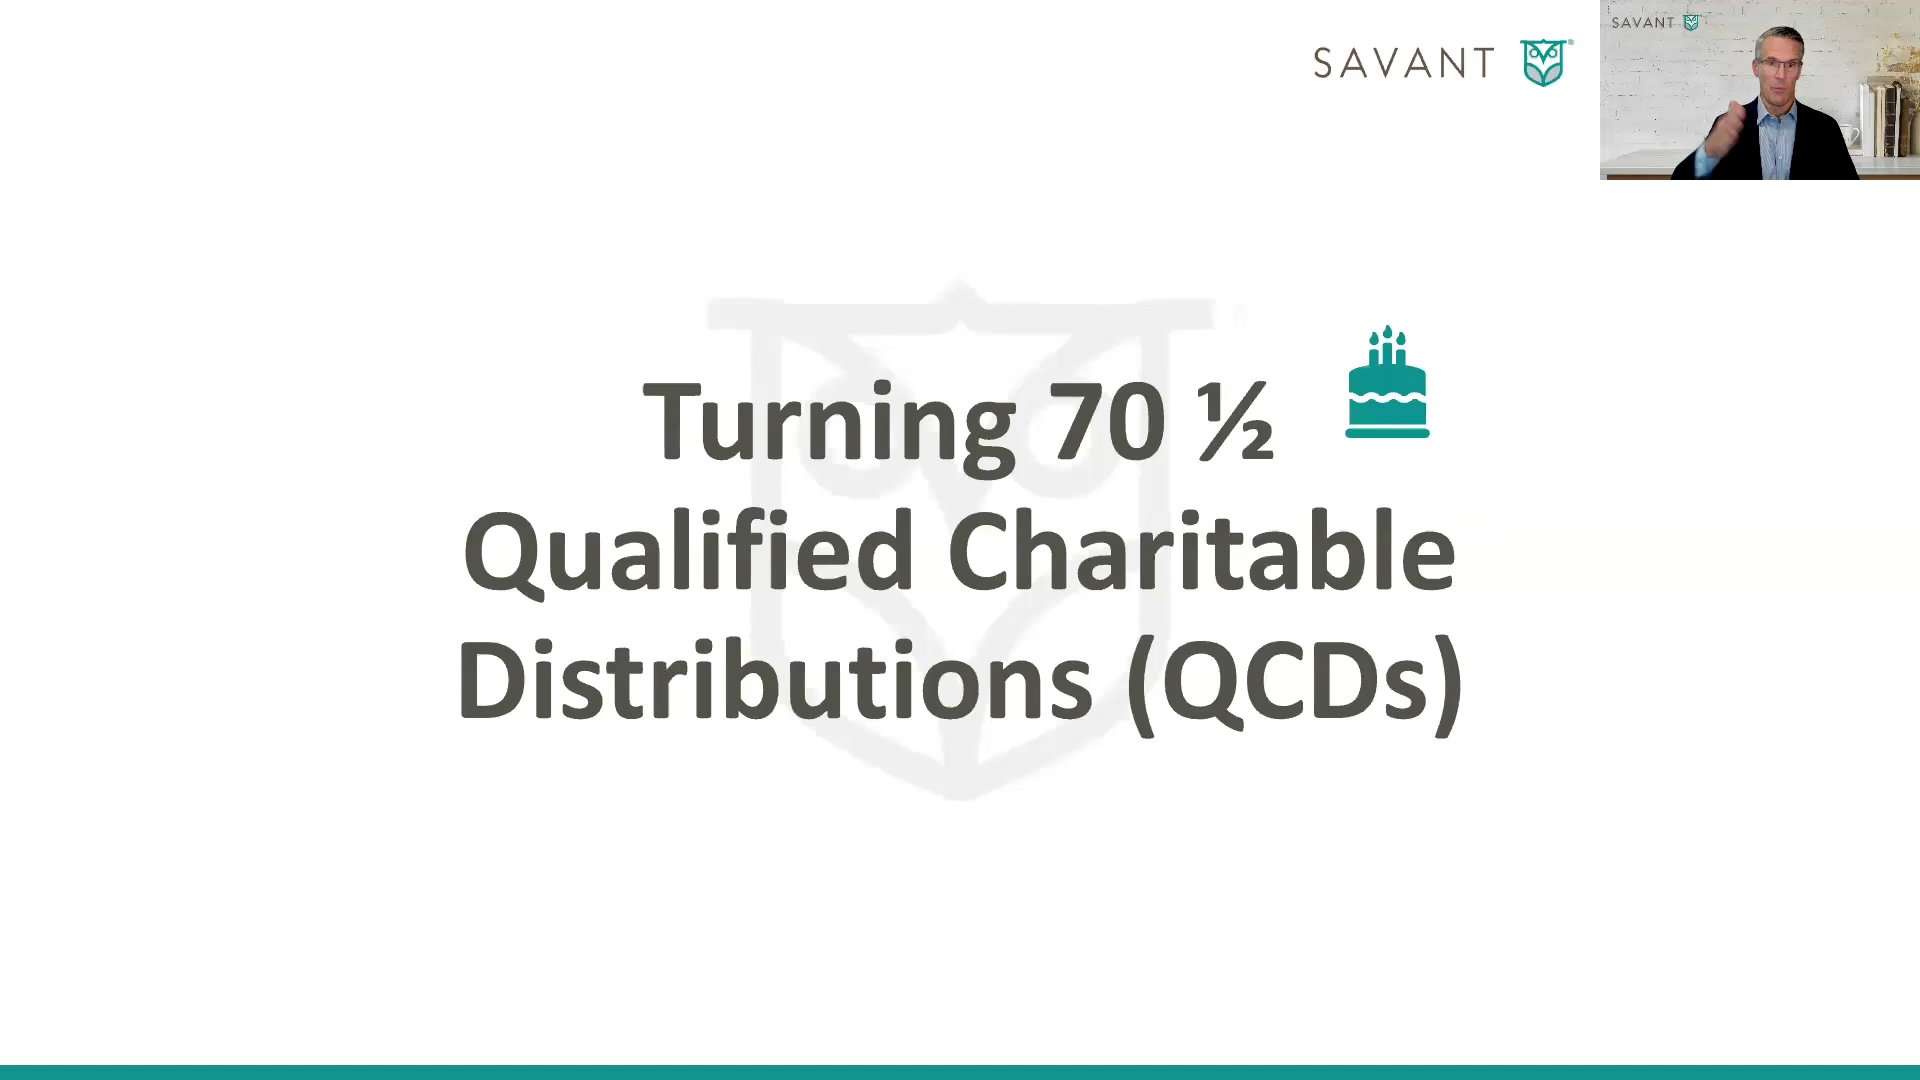 SAVANT
SAVANT
Turning 70 ½
Qualified Charitable
Distributions (QCDs)